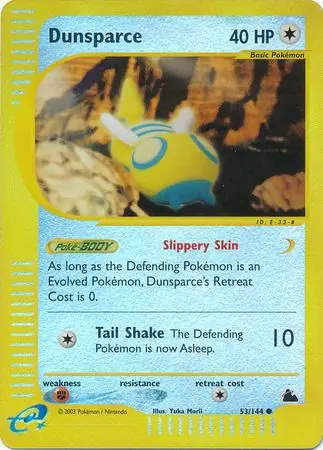 Dunsparce 40 HP
Basic Pokémon
ID: E-33-#
Poké-BODY Slippery Skin
As long as the Defending Pokémon is an
Evolved Pokémon, Dunsparce's Retreat
Cost is 0.
Tail Shake The Defending 10
Pokémon is now Asleep.
weakness resistance retreat cost
e
© 2003 Pokémon / Nintendo Illus. Yuka Morii 53/144